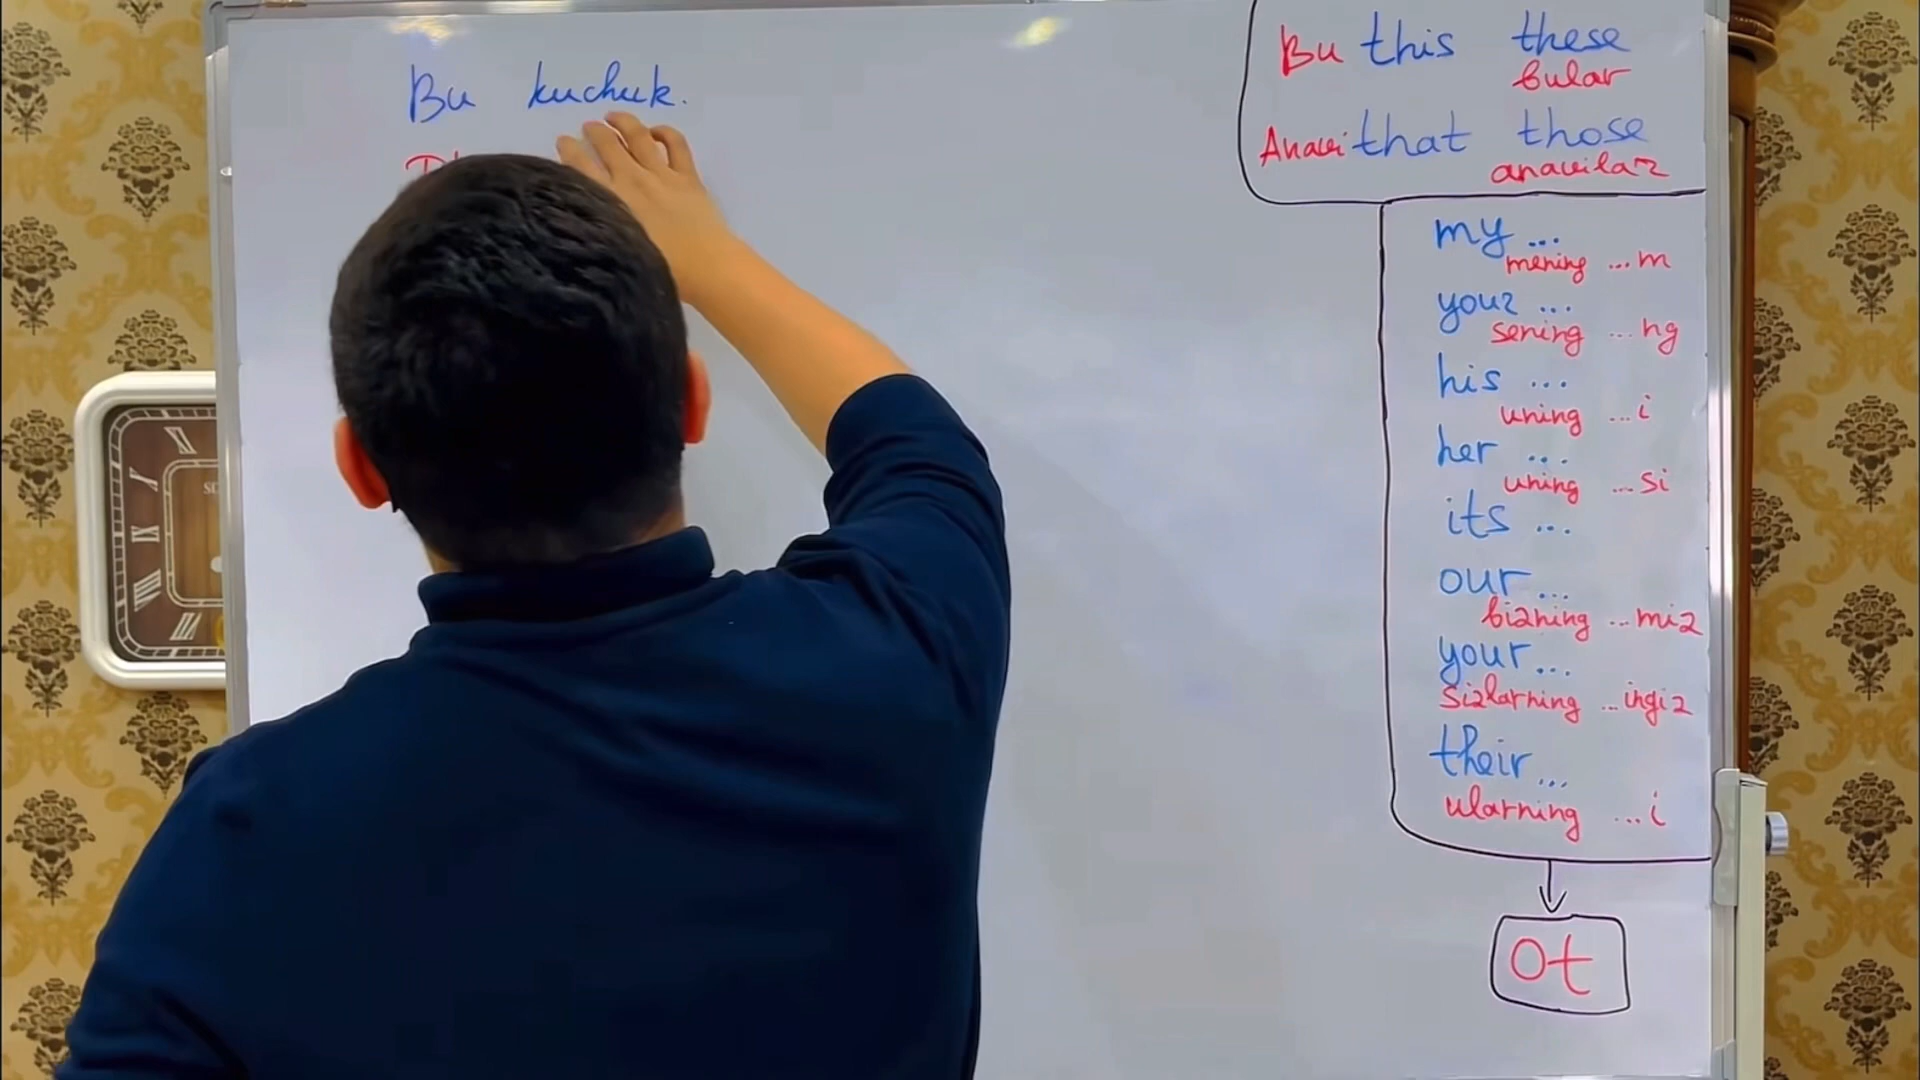 Bu kuchuk.
Bu this these
bular
Anavi that those
anavilar
my ...
mening ... m
your ...
sening ... ng
his ...
uning ... i
her ...
uning ... si
its ...
our ...
bizning ... miz
your ...
sizlarning ... ingiz
their ...
ularning ... i
ot